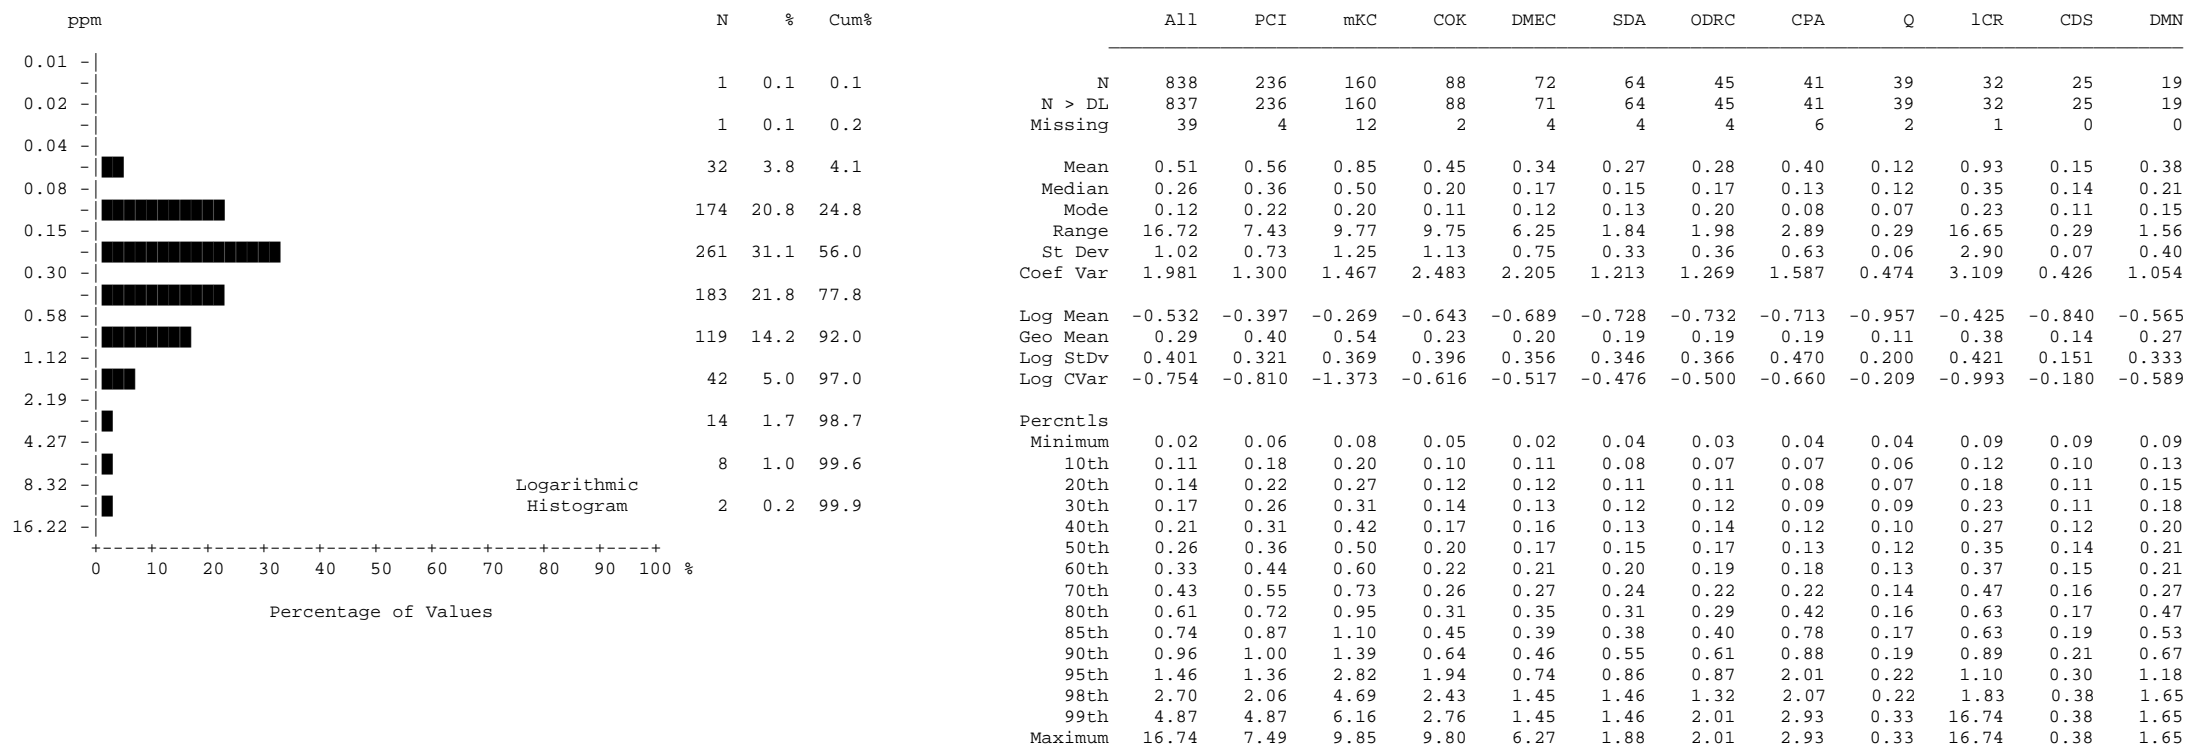 ppm N % Cum% All PCI mKC COK DMEC SDA ODRC CPA Q lCR CDS DMN
0.01
1 0.1 0.1 N 838 236 160 88 72 64 45 41 39 32 25 19
0.02 N > DL 837 236 160 88 71 64 45 41 39 32 25 19
1 0.1 0.2 Missing 39 4 12 2 4 4 4 6 2 1 0 0
0.04
32 3.8 4.1 Mean 0.51 0.56 0.85 0.45 0.34 0.27 0.28 0.40 0.12 0.93 0.15 0.38
0.08 Median 0.26 0.36 0.50 0.20 0.17 0.15 0.17 0.13 0.12 0.35 0.14 0.21
174 20.8 24.8 Mode 0.12 0.22 0.20 0.11 0.12 0.13 0.20 0.08 0.07 0.23 0.11 0.15
0.15 Range 16.72 7.43 9.77 9.75 6.25 1.84 1.98 2.89 0.29 16.65 0.29 1.56
261 31.1 56.0 St Dev 1.02 0.73 1.25 1.13 0.75 0.33 0.36 0.63 0.06 2.90 0.07 0.40
0.30 Coef Var 1.981 1.300 1.467 2.483 2.205 1.213 1.269 1.587 0.474 3.109 0.426 1.054
183 21.8 77.8
0.58 Log Mean -0.532 -0.397 -0.269 -0.643 -0.689 -0.728 -0.732 -0.713 -0.957 -0.425 -0.840 -0.565
119 14.2 92.0 Geo Mean 0.29 0.40 0.54 0.23 0.20 0.19 0.19 0.19 0.11 0.38 0.14 0.27
1.12 Log StDv 0.401 0.321 0.369 0.396 0.356 0.346 0.366 0.470 0.200 0.421 0.151 0.333
42 5.0 97.0 Log CVar -0.754 -0.810 -1.373 -0.616 -0.517 -0.476 -0.500 -0.660 -0.209 -0.993 -0.180 -0.589
2.19
14 1.7 98.7 Percntls
4.27 Minimum 0.02 0.06 0.08 0.05 0.02 0.04 0.03 0.04 0.04 0.09 0.09 0.09
8 1.0 99.6 10th 0.11 0.18 0.20 0.10 0.11 0.08 0.07 0.07 0.06 0.12 0.10 0.13
8.32 Logarithmic 20th 0.14 0.22 0.27 0.12 0.12 0.11 0.11 0.08 0.07 0.18 0.11 0.15
Histogram 2 0.2 99.9 30th 0.17 0.26 0.31 0.14 0.13 0.12 0.12 0.09 0.09 0.23 0.11 0.18
16.22 40th 0.21 0.31 0.42 0.17 0.16 0.13 0.14 0.12 0.10 0.27 0.12 0.20
50th 0.26 0.36 0.50 0.20 0.17 0.15 0.17 0.13 0.12 0.35 0.14 0.21
0 10 20 30 40 50 60 70 80 90 100 % 60th 0.33 0.44 0.60 0.22 0.21 0.20 0.19 0.18 0.13 0.37 0.15 0.21
70th 0.43 0.55 0.73 0.26 0.27 0.24 0.22 0.22 0.14 0.47 0.16 0.27
Percentage of Values 80th 0.61 0.72 0.95 0.31 0.35 0.31 0.29 0.42 0.16 0.63 0.17 0.47
85th 0.74 0.87 1.10 0.45 0.39 0.38 0.40 0.78 0.17 0.63 0.19 0.53
90th 0.96 1.00 1.39 0.64 0.46 0.55 0.61 0.88 0.19 0.89 0.21 0.67
95th 1.46 1.36 2.82 1.94 0.74 0.86 0.87 2.01 0.22 1.10 0.30 1.18
98th 2.70 2.06 4.69 2.43 1.45 1.46 1.32 2.07 0.22 1.83 0.38 1.65
99th 4.87 4.87 6.16 2.76 1.45 1.46 2.01 2.93 0.33 16.74 0.38 1.65
Maximum 16.74 7.49 9.85 9.80 6.27 1.88 2.01 2.93 0.33 16.74 0.38 1.65